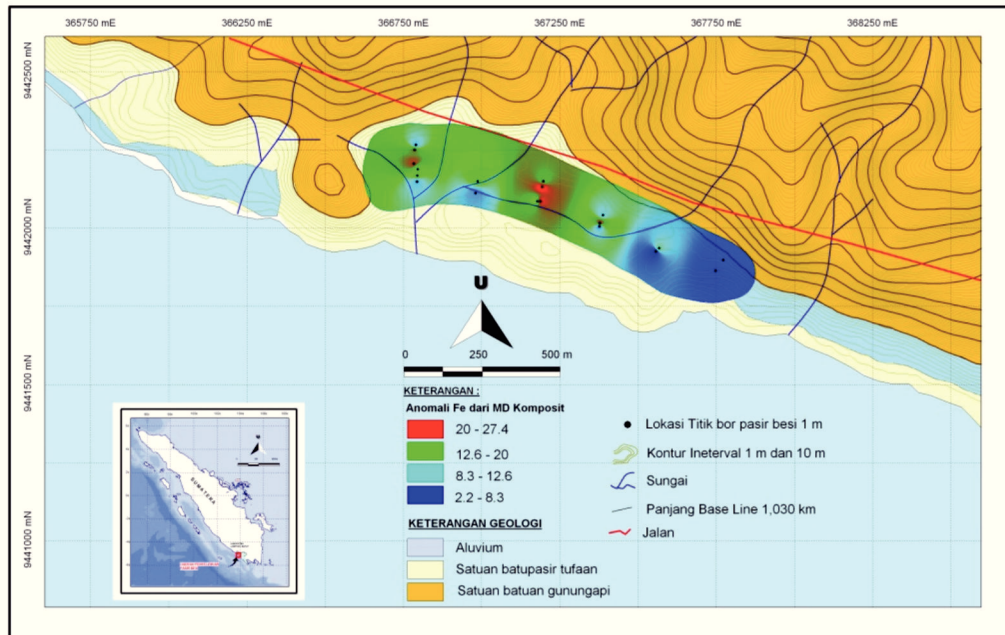 365750 mE 366250 mE 366750 mE 367250 mE 367750 mE 368250 mE
9442500 mN
9442000 mN
9441500 mN
9441000 mN
U
0 250 500 m
KETERANGAN :
Anomali Fe dari MD Komposit
20 - 27.4
12.6 - 20
8.3 - 12.6
2.2 - 8.3
KETERANGAN GEOLOGI
Aluvium
Satuan batupasir tufaan
Satuan batuan gunungapi
Lokasi Titik bor pasir besi 1 m
Kontur Ineterval 1 m dan 10 m
Sungai
Panjang Base Line 1,030 km
Jalan
SUMATERA